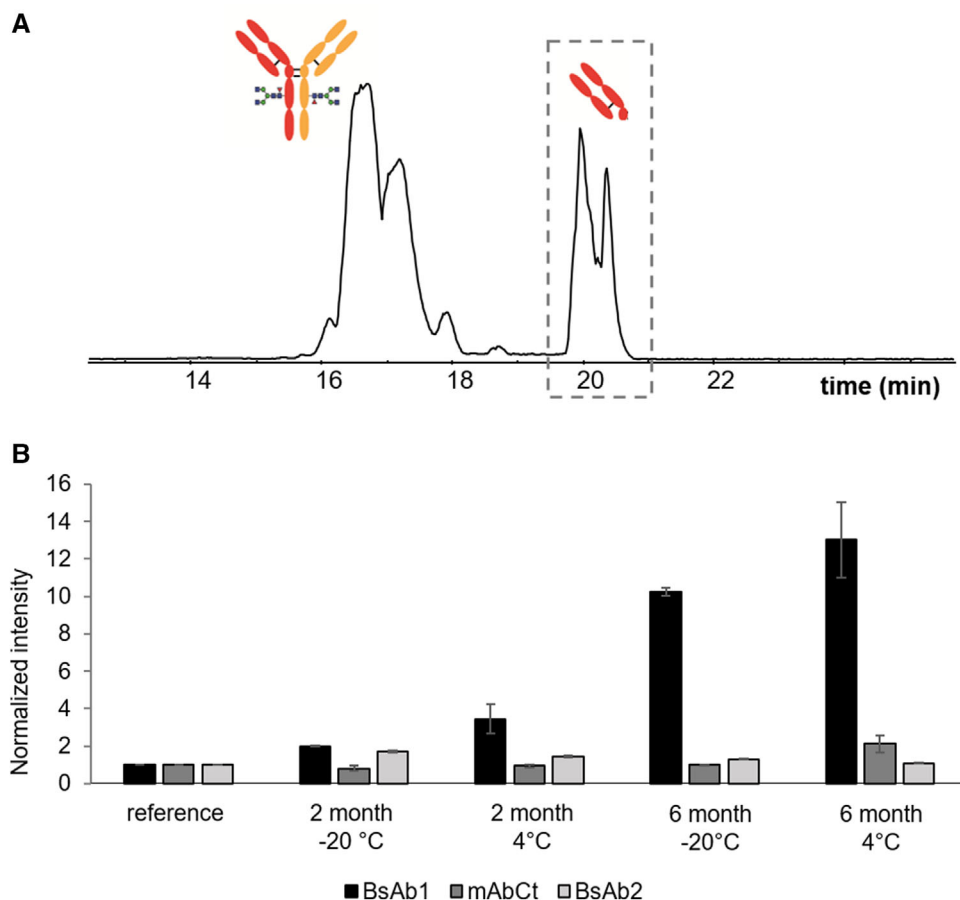 A
14 16 18 20 22 time (min)
B
Normalized intensity
16
14
12
10
8
6
4
2
0
reference 2 month 2 month 6 month 6 month
-20 °C 4°C -20°C 4°C
BsAb1 mAbCt BsAb2